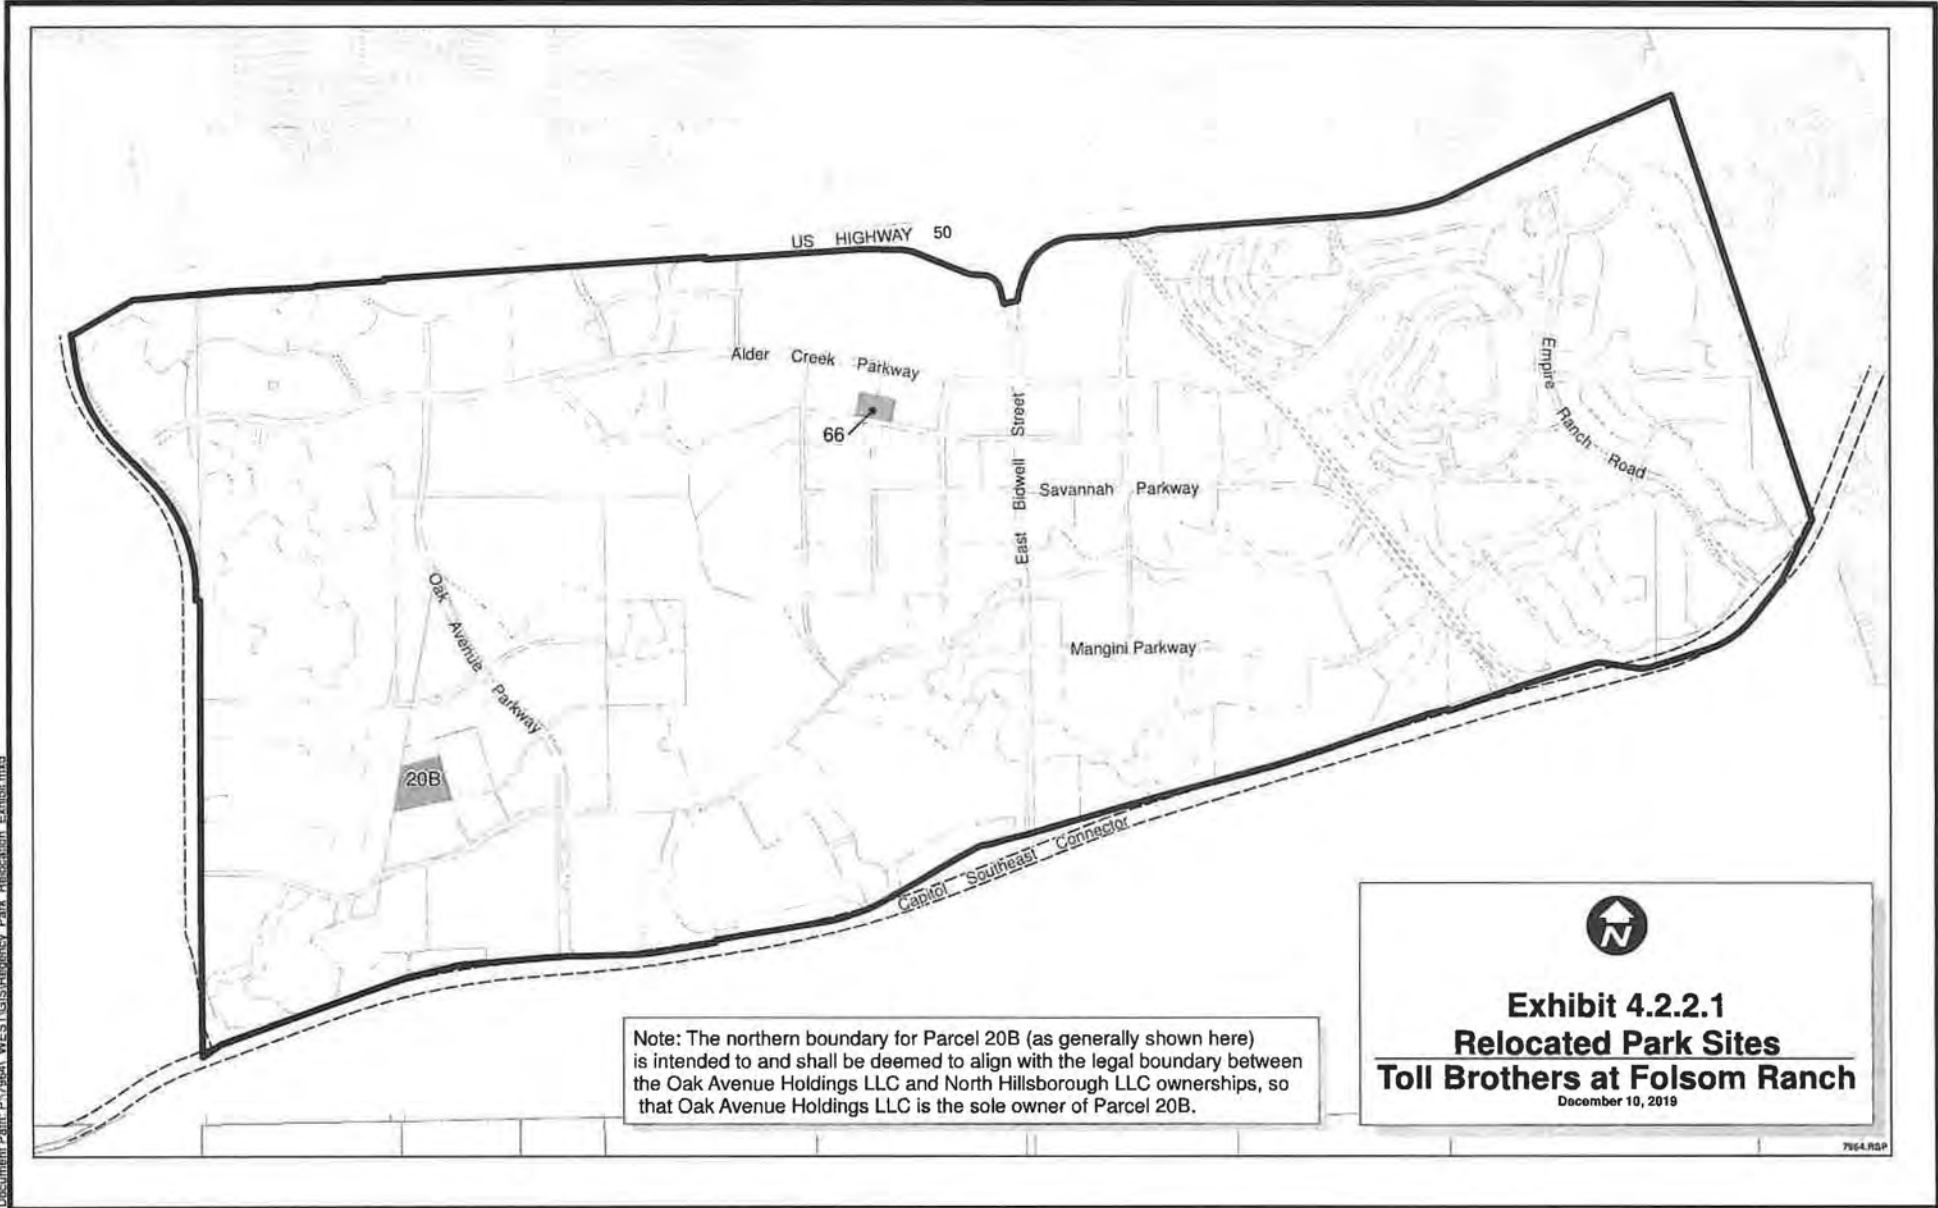 US HIGHWAY 50
Alder Creek Parkway
66
East Bidwell Street
Savannah Parkway
Empire Ranch Road
Oak Avenue Parkway
Mangini Parkway
20B
Capitol Southeast Connector
Note: The northern boundary for Parcel 20B (as generally shown here)
is intended to and shall be deemed to align with the legal boundary between
the Oak Avenue Holdings LLC and North Hillsborough LLC ownerships, so
that Oak Avenue Holdings LLC is the sole owner of Parcel 20B.
N
Exhibit 4.2.2.1
Relocated Park Sites
Toll Brothers at Folsom Ranch
December 10, 2019
7964.RSP